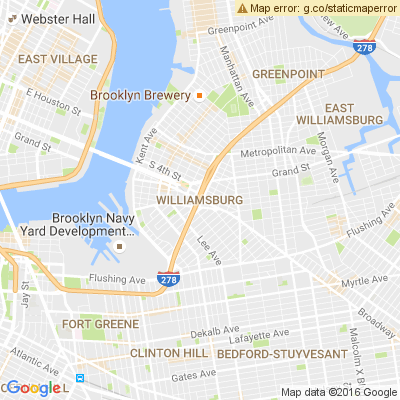 Map error: g.co/staticmaperror
Webster Hall
EAST VILLAGE
Greenpoint
Manhattan Ave
278
GREENPOINT
E Houston St
Brooklyn Brewery
EAST
WILLIAMSBURG
Kent Ave
Grand St
S 4th St
Metropolitan Ave
Grand St
Morgan Ave
WILLIAMSBURG
Brooklyn Navy
Yard Development...
Flushing Ave
Lee Ave
Flushing Ave
278
Jay St
Myrtle Ave
FORT GREENE
Broadway
Dekalb Ave
Lafayette Ave
Malcolm X Bl
Atlantic Ave
CLINTON HILL
BEDFORD-STUYVESANT
Gates Ave
Google
Map data ©2016 Google